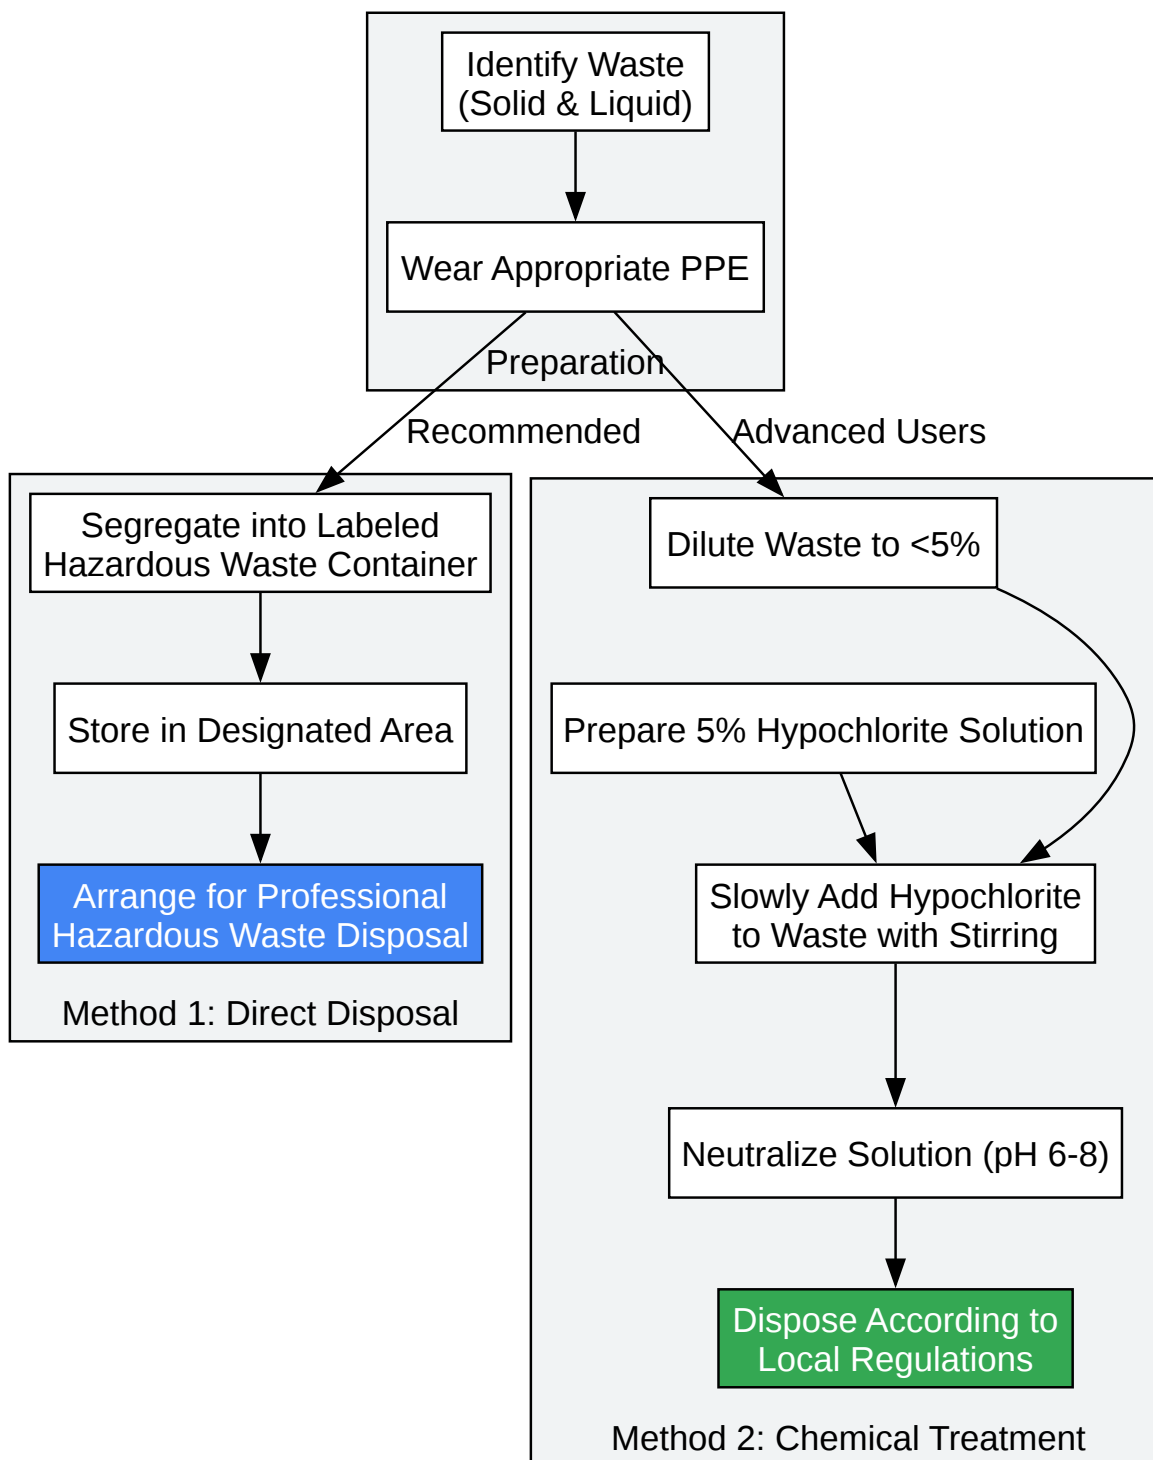 Identify Waste
(Solid & Liquid)
Wear Appropriate PPE
Preparation
Recommended
Advanced Users
Segregate into Labeled
Hazardous Waste Container
Store in Designated Area
Arrange for Professional
Hazardous Waste Disposal
Method 1: Direct Disposal
Dilute Waste to <5%
Prepare 5% Hypochlorite Solution
Slowly Add Hypochlorite
to Waste with Stirring
Neutralize Solution (pH 6-8)
Dispose According to
Local Regulations
Method 2: Chemical Treatment